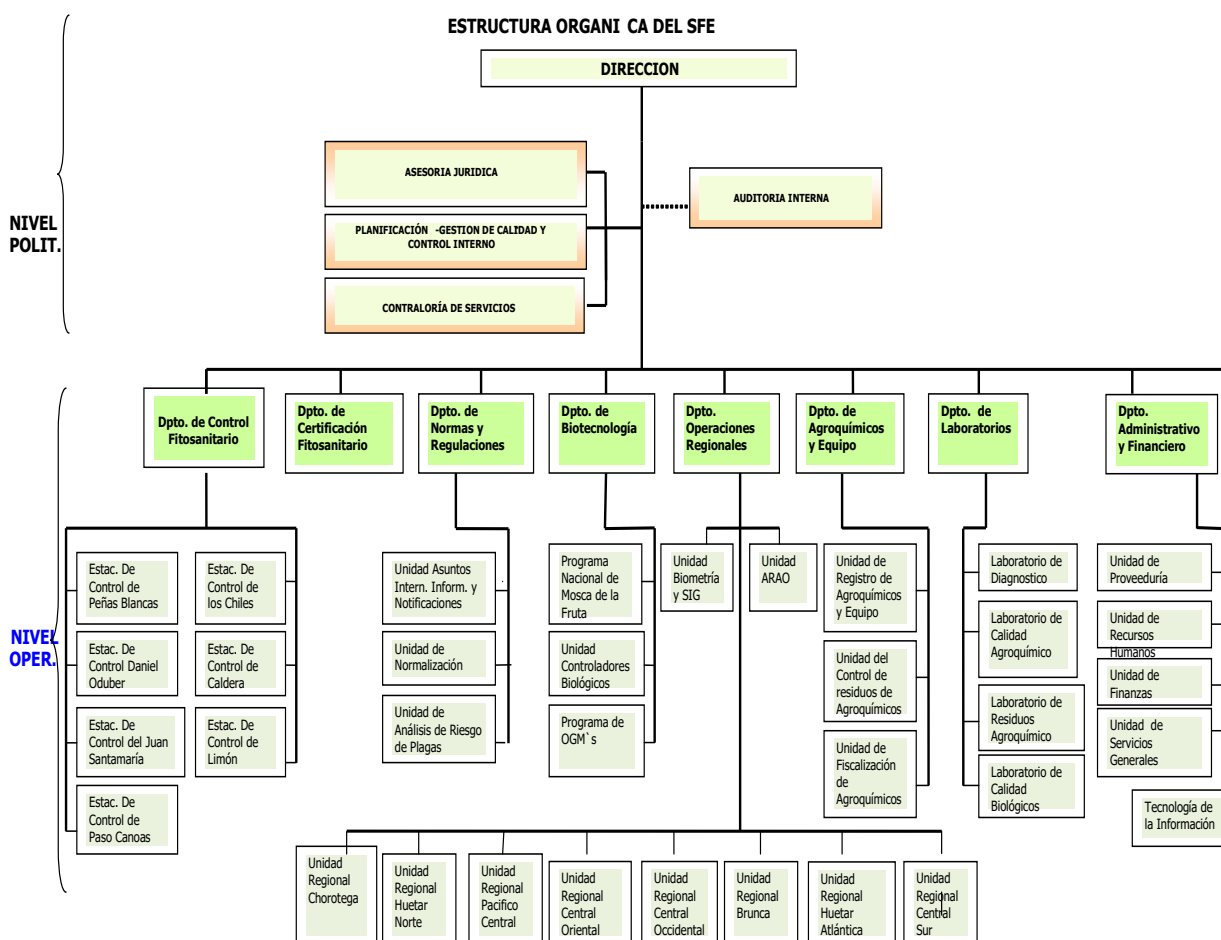 ESTRUCTURA ORGANI CA DEL SFE
DIRECCION
ASESORIA JURIDICA
AUDITORIA INTERNA
PLANIFICACIÓN -GESTION DE CALIDAD Y
CONTROL INTERNO
CONTRALORÍA DE SERVICIOS
NIVEL
POLIT.
NIVEL
OPER.
Dpto. de Control
Fitosanitario
Dpto. de
Certificación
Fitosanitario
Dpto. de
Normas y
Regulaciones
Dpto. de
Biotecnología
Dpto.
Operaciones
Regionales
Dpto. de
Agroquímicos
y Equipo
Dpto. de
Laboratorios
Dpto.
Administrativo
y Financiero
Estac. De
Control de
Peñas Blancas
Estac. De
Control de
los Chiles
Estac. De
Control Daniel
Oduber
Estac. De
Control de
Caldera
Estac. De
Control del Juan
Santamaría
Estac. De
Control de
Limón
Estac. De
Control de
Paso Canoas
Unidad Asuntos
Intern. Inform. y
Notificaciones
Unidad de
Normalización
Unidad de
Análisis de Riesgo
de Plagas
Programa
Nacional de
Mosca de la
Fruta
Unidad
Controladores
Biológicos
Programa de
OGM`s
Unidad
Biometría
y SIG
Unidad
ARAO
Unidad de
Registro de
Agroquímicos
y Equipo
Unidad del
Control de
residuos de
Agroquímicos
Unidad de
Fiscalización
de
Agroquímicos
Laboratorio de
Diagnostico
Laboratorio de
Calidad
Agroquímico
Laboratorio de
Residuos
Agroquímico
Laboratorio de
Calidad
Biológicos
Unidad de
Proveeduría
Unidad de
Recursos
Humanos
Unidad de
Finanzas
Unidad de
Servicios
Generales
Tecnología de
la Información
Unidad
Regional
Chorotega
Unidad
Regional
Huetar
Norte
Unidad
Regional
Pacifico
Central
Unidad
Regional
Central
Oriental
Unidad
Regional
Central
Occidental
Unidad
Regional
Brunca
Unidad
Regional
Huetar
Atlántica
Unidad
Regional
Central
Sur